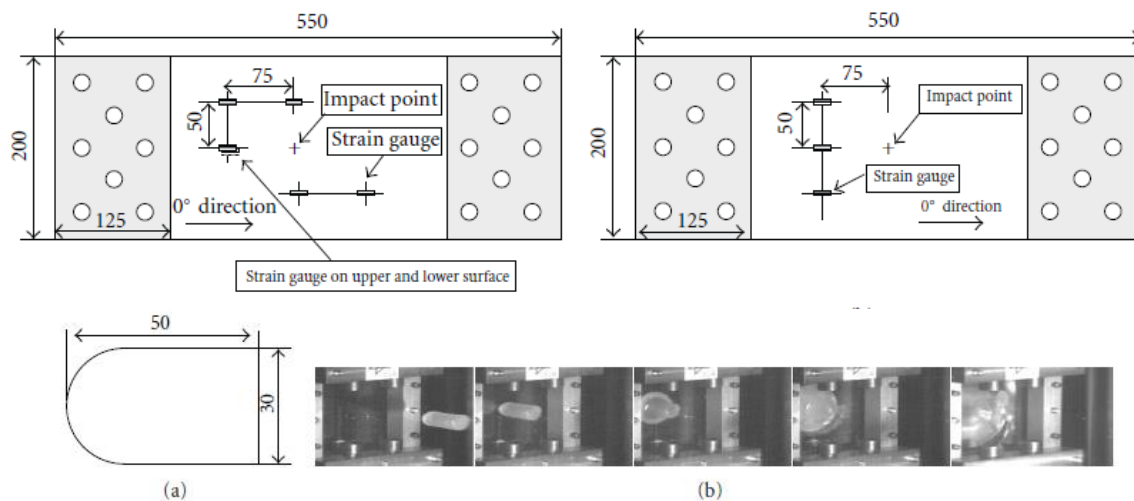 550
75
Impact point
50
Strain gauge
200
0° direction
125
Strain gauge on upper and lower surface
550
75
Impact point
50
200
Strain gauge
0° direction
125
50
30
(a)
(b)